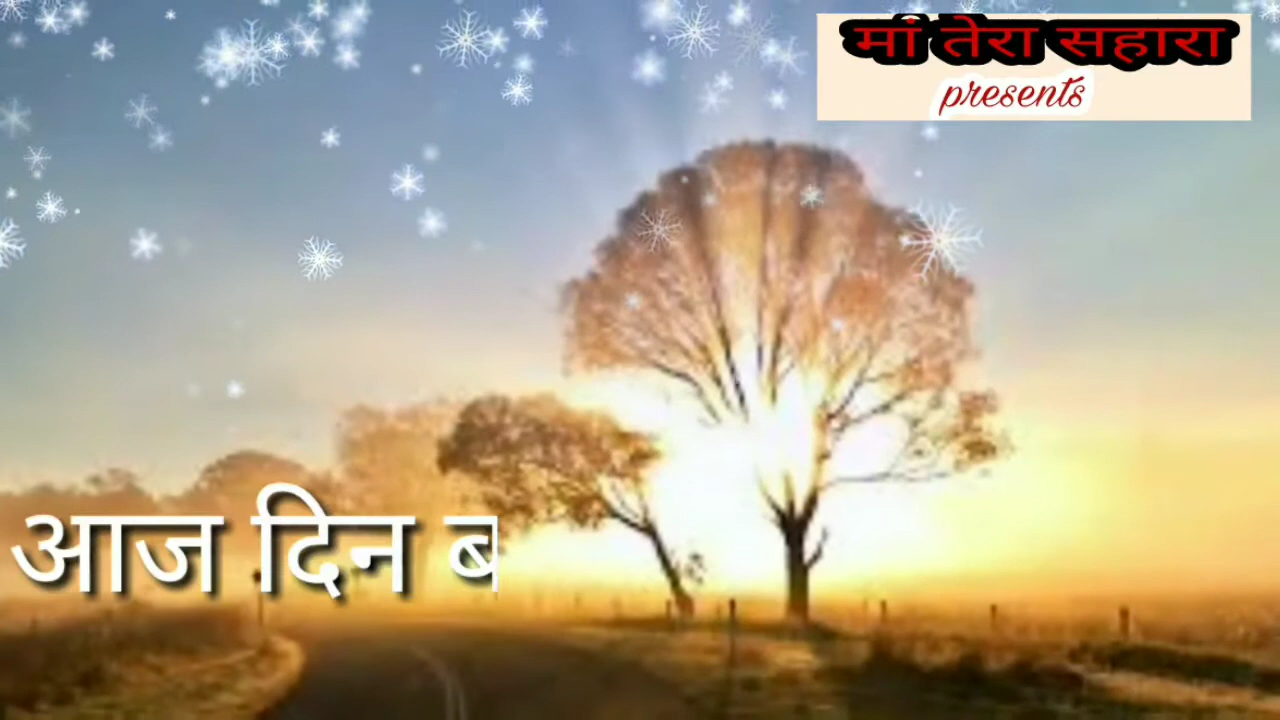 मां तेरा सहारा
presents
आज दिन ब